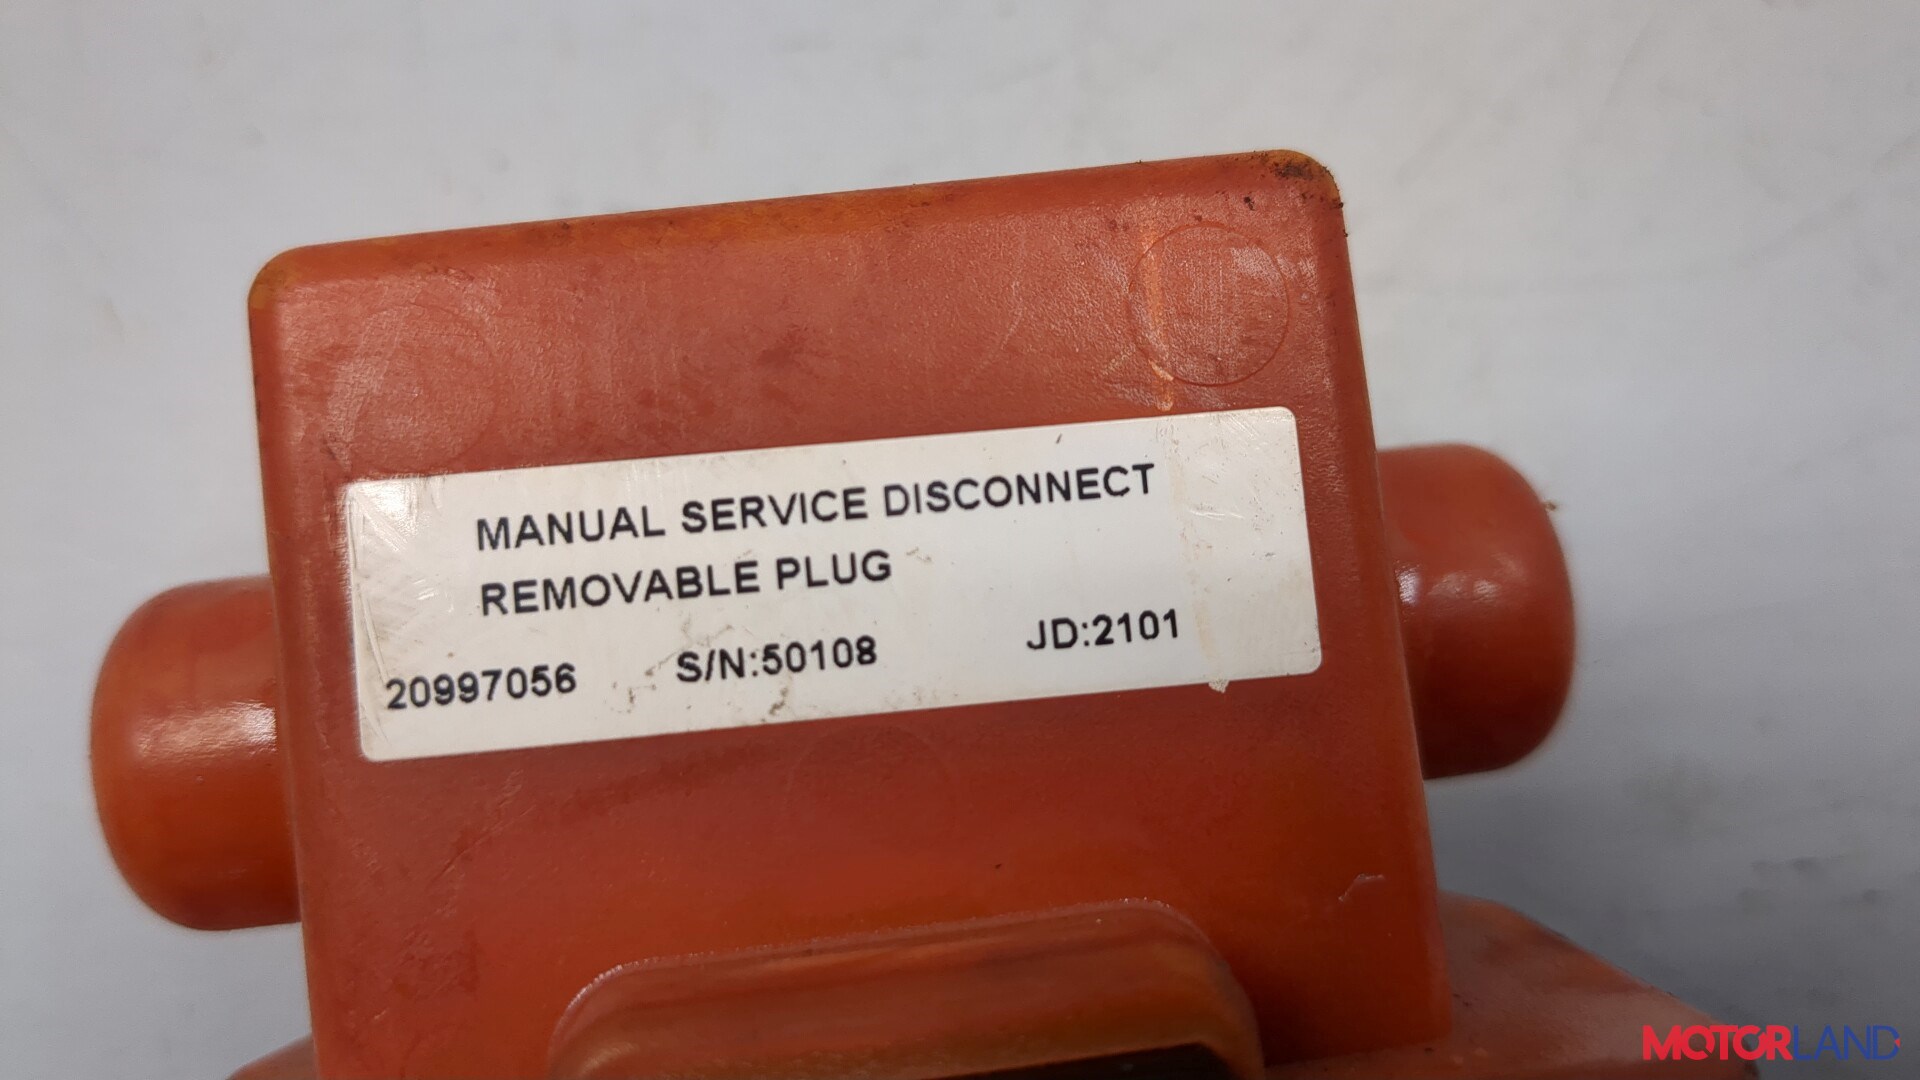 MANUAL SERVICE DISCONNECT
REMOVABLE PLUG
20997056 S/N:50108 JD:2101
MOTORLAND